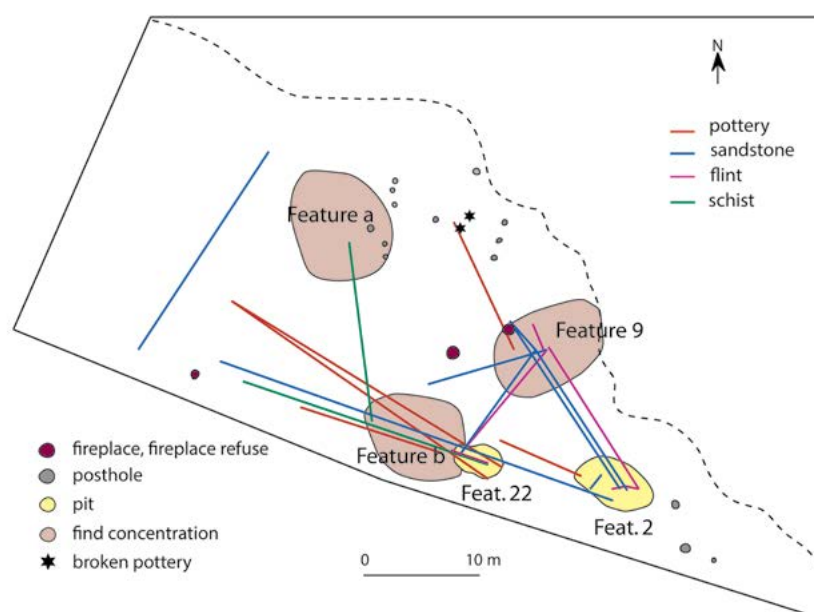 N
pottery
sandstone
flint
schist
Feature a
Feature 9
Feature b
Feat. 22
Feat. 2
fireplace, fireplace refuse
posthole
pit
find concentration
broken pottery
0 10 m